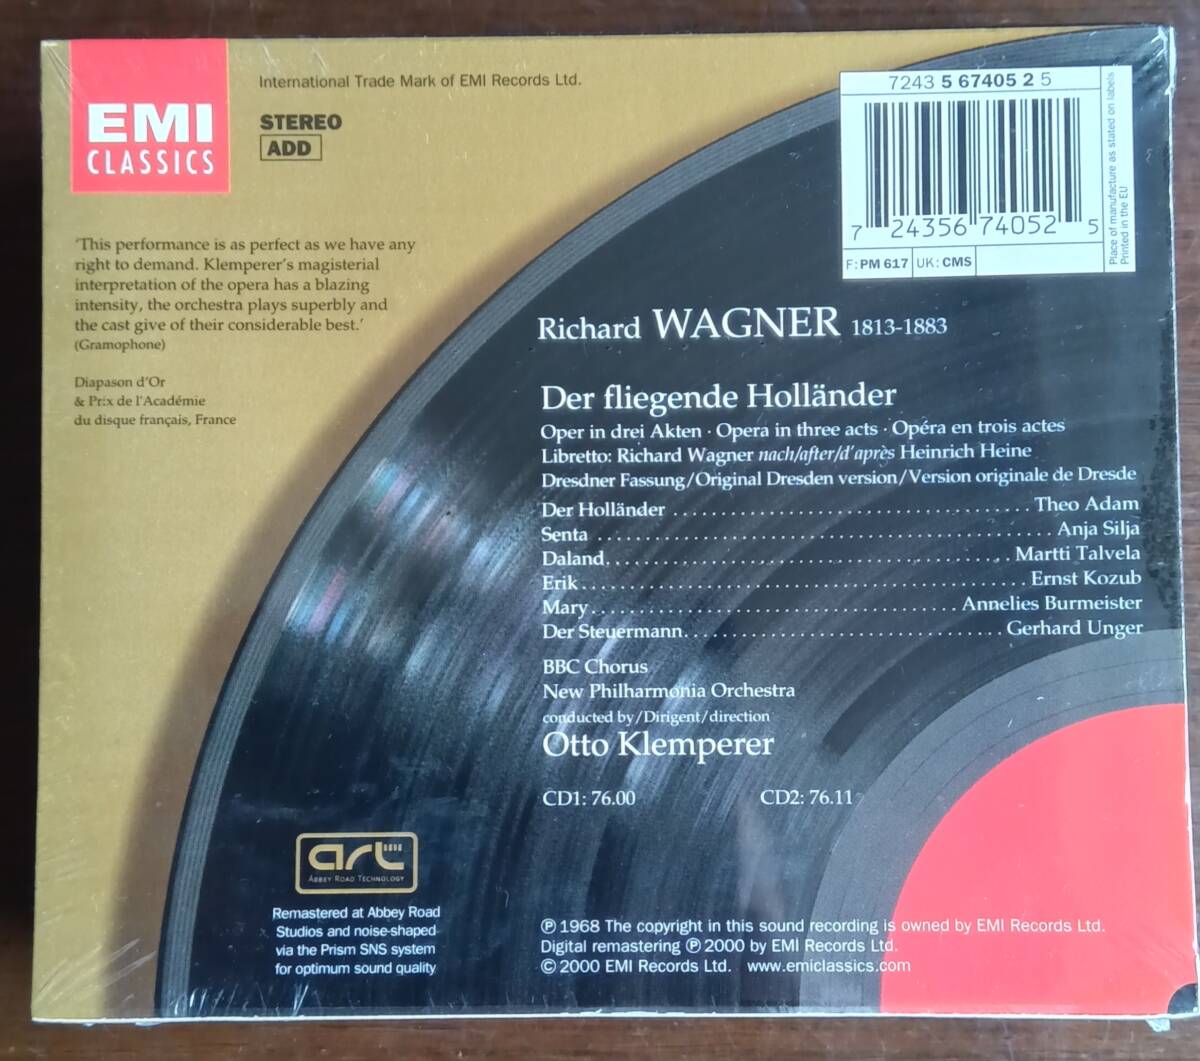 EMI
CLASSICS
International Trade Mark of EMI Records Ltd.
STEREO
ADD
7243 5 67405 2 5
7 24356 74052 5
F: PM 617 UK: CMS
Place of manufacture as stated on labels
Printed in the EU
'This performance is as perfect as we have any
right to demand. Klemperer's magisterial
interpretation of the opera has a blazing
intensity, the orchestra plays superbly and
the cast give of their considerable best.'
(Gramophone)
Diapason d'Or
& Prix de l'Académie
du disque français, France
Richard WAGNER 1813-1883
Der fliegende Holländer
Oper in drei Akten · Opera in three acts · Opéra en trois actes
Libretto: Richard Wagner nach/after/d'après Heinrich Heine
Dresdner Fassung/Original Dresden version/Version originale de Dresde
Der Holländer ..................................... Theo Adam
Senta ................................................ Anja Silja
Daland.......................................... Martti Talvela
Erik.............................................. Ernst Kozub
Mary...................................... Annelies Burmeister
Der Steuermann................................. Gerhard Unger
BBC Chorus
New Philharmonia Orchestra
conducted by/Dirigent/direction
Otto Klemperer
CD1: 76.00 CD2: 76.11
art
ABBEY ROAD TECHNOLOGY
Remastered at Abbey Road
Studios and noise-shaped
via the Prism SNS system
for optimum sound quality
℗ 1968 The copyright in this sound recording is owned by EMI Records Ltd.
Digital remastering ℗ 2000 by EMI Records Ltd.
© 2000 EMI Records Ltd. www.emiclassics.com